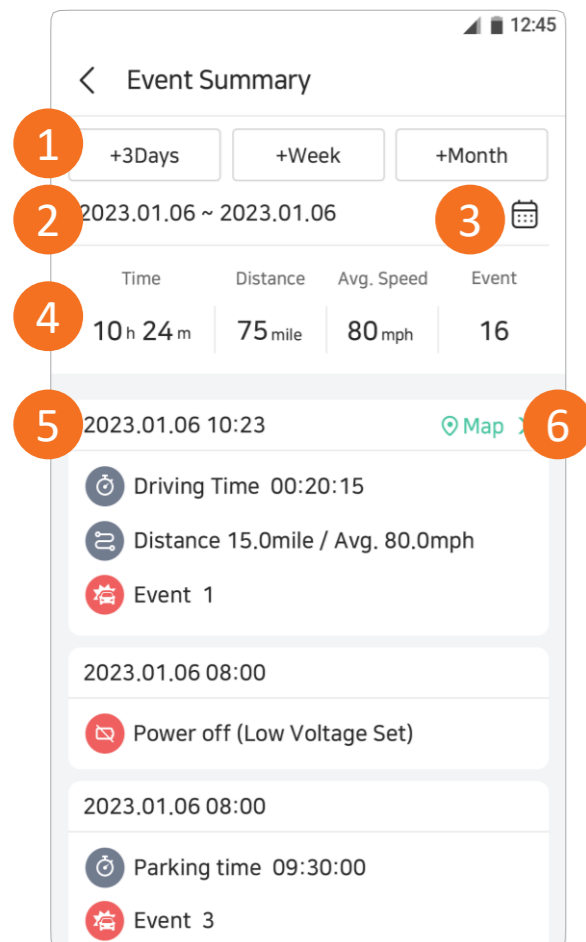 12:45
Event Summary
1 +3Days +Week +Month
2 2023.01.06 ~ 2023.01.06 3
Time Distance Avg. Speed Event
4 10 h 24 m 75 mile 80 mph 16
5 2023.01.06 10:23 Map 6
Driving Time 00:20:15
Distance 15.0mile / Avg. 80.0mph
Event 1
2023.01.06 08:00
Power off (Low Voltage Set)
2023.01.06 08:00
Parking time 09:30:00
Event 3